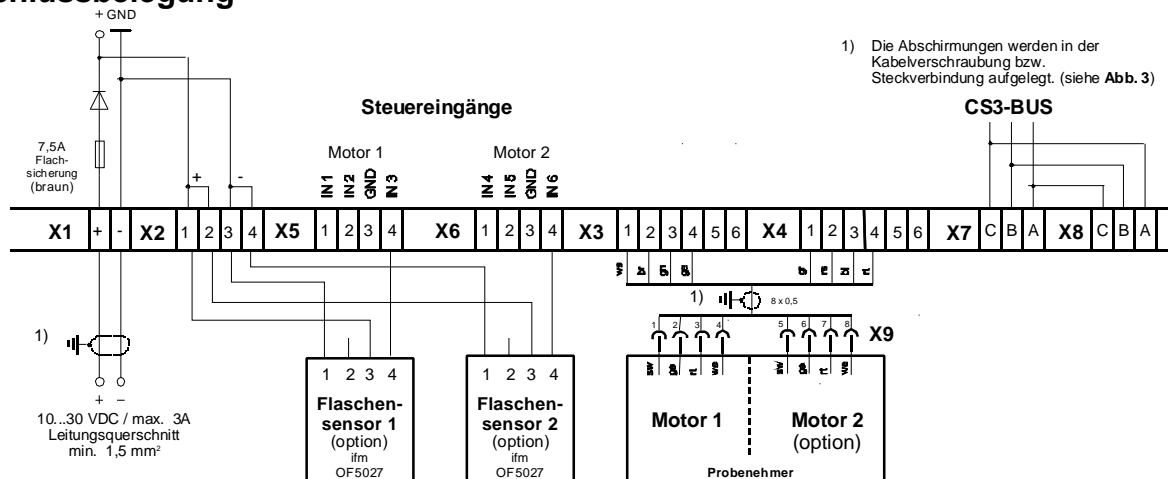 + GND
1) Die Abschirmungen werden in der
Kabelverschraubung bzw.
Steckverbindung aufgelegt. (siehe Abb. 3)
CS3-BUS
Steuereingänge
7,5A
Flach-
sicherung
(braun)
Motor 1
Motor 2
IN 1 IN 2 GND IN 3
IN 4 IN 5 GND IN 6
+ -
X1 + - X2 1 2 3 4 X5 1 2 3 4 X6 1 2 3 4 X3 1 2 3 4 5 6 X4 1 2 3 4 5 6 X7 C B A X8 C B A
ws br gn ge gr rs bl rt
1) 8 x 0,5
1 2 3 4 5 6 7 8 X9
1)
sw ge rt ws sw ge rt ws
1 2 3 4
1 2 3 4
+ –
10...30 VDC / max. 3A
Leitungsquerschnitt
min. 1,5 mm²
Flaschen-
sensor 1
(option)
ifm
OF5027
Flaschen-
sensor 2
(option)
ifm
OF5027
Motor 1
Motor 2
(option)
Probenehmer